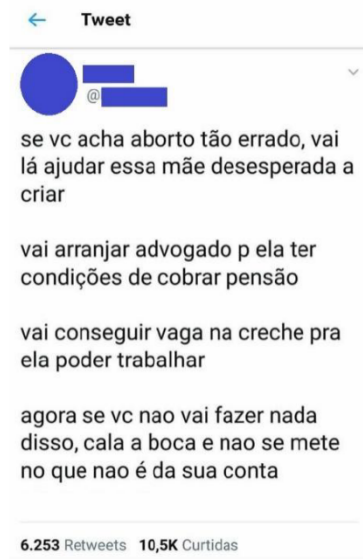 Tweet
@
se vc acha aborto tão errado, vai
lá ajudar essa mãe desesperada a
criar
vai arranjar advogado p ela ter
condições de cobrar pensão
vai conseguir vaga na creche pra
ela poder trabalhar
agora se vc nao vai fazer nada
disso, cala a boca e nao se mete
no que nao é da sua conta
6.253 Retweets 10,5K Curtidas